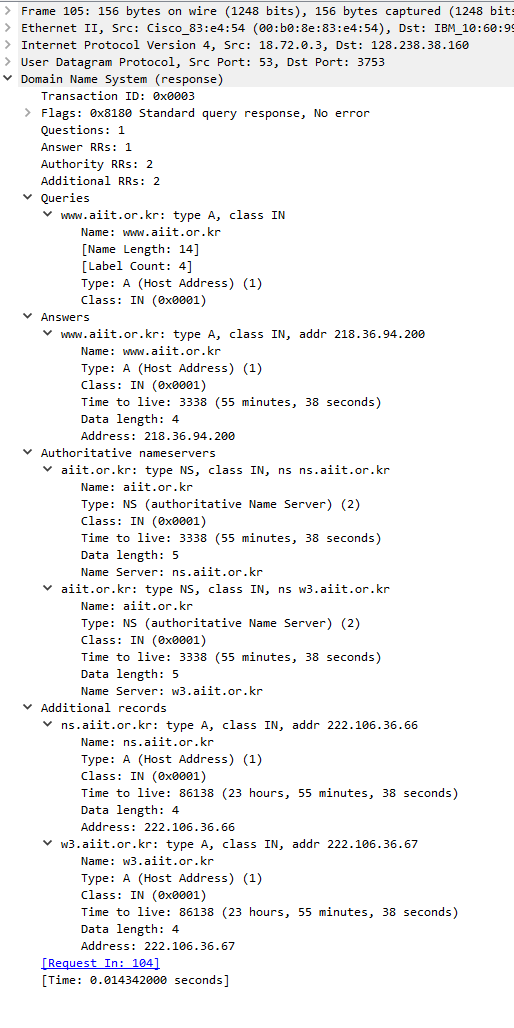 Frame 105: 156 bytes on wire (1248 bits), 156 bytes captured (1248 bits
Ethernet II, Src: Cisco_83:e4:54 (00:b0:8e:83:e4:54), Dst: IBM_10:60:99
Internet Protocol Version 4, Src: 18.72.0.3, Dst: 128.238.38.160
User Datagram Protocol, Src Port: 53, Dst Port: 3753
Domain Name System (response)
Transaction ID: 0x0003
Flags: 0x8180 Standard query response, No error
Questions: 1
Answer RRs: 1
Authority RRs: 2
Additional RRs: 2
Queries
www.aiit.or.kr: type A, class IN
Name: www.aiit.or.kr
[Name Length: 14]
[Label Count: 4]
Type: A (Host Address) (1)
Class: IN (0x0001)
Answers
www.aiit.or.kr: type A, class IN, addr 218.36.94.200
Name: www.aiit.or.kr
Type: A (Host Address) (1)
Class: IN (0x0001)
Time to live: 3338 (55 minutes, 38 seconds)
Data length: 4
Address: 218.36.94.200
Authoritative nameservers
aiit.or.kr: type NS, class IN, ns ns.aiit.or.kr
Name: aiit.or.kr
Type: NS (authoritative Name Server) (2)
Class: IN (0x0001)
Time to live: 3338 (55 minutes, 38 seconds)
Data length: 5
Name Server: ns.aiit.or.kr
aiit.or.kr: type NS, class IN, ns w3.aiit.or.kr
Name: aiit.or.kr
Type: NS (authoritative Name Server) (2)
Class: IN (0x0001)
Time to live: 3338 (55 minutes, 38 seconds)
Data length: 5
Name Server: w3.aiit.or.kr
Additional records
ns.aiit.or.kr: type A, class IN, addr 222.106.36.66
Name: ns.aiit.or.kr
Type: A (Host Address) (1)
Class: IN (0x0001)
Time to live: 86138 (23 hours, 55 minutes, 38 seconds)
Data length: 4
Address: 222.106.36.66
w3.aiit.or.kr: type A, class IN, addr 222.106.36.67
Name: w3.aiit.or.kr
Type: A (Host Address) (1)
Class: IN (0x0001)
Time to live: 86138 (23 hours, 55 minutes, 38 seconds)
Data length: 4
Address: 222.106.36.67
[Request In: 104]
[Time: 0.014342000 seconds]